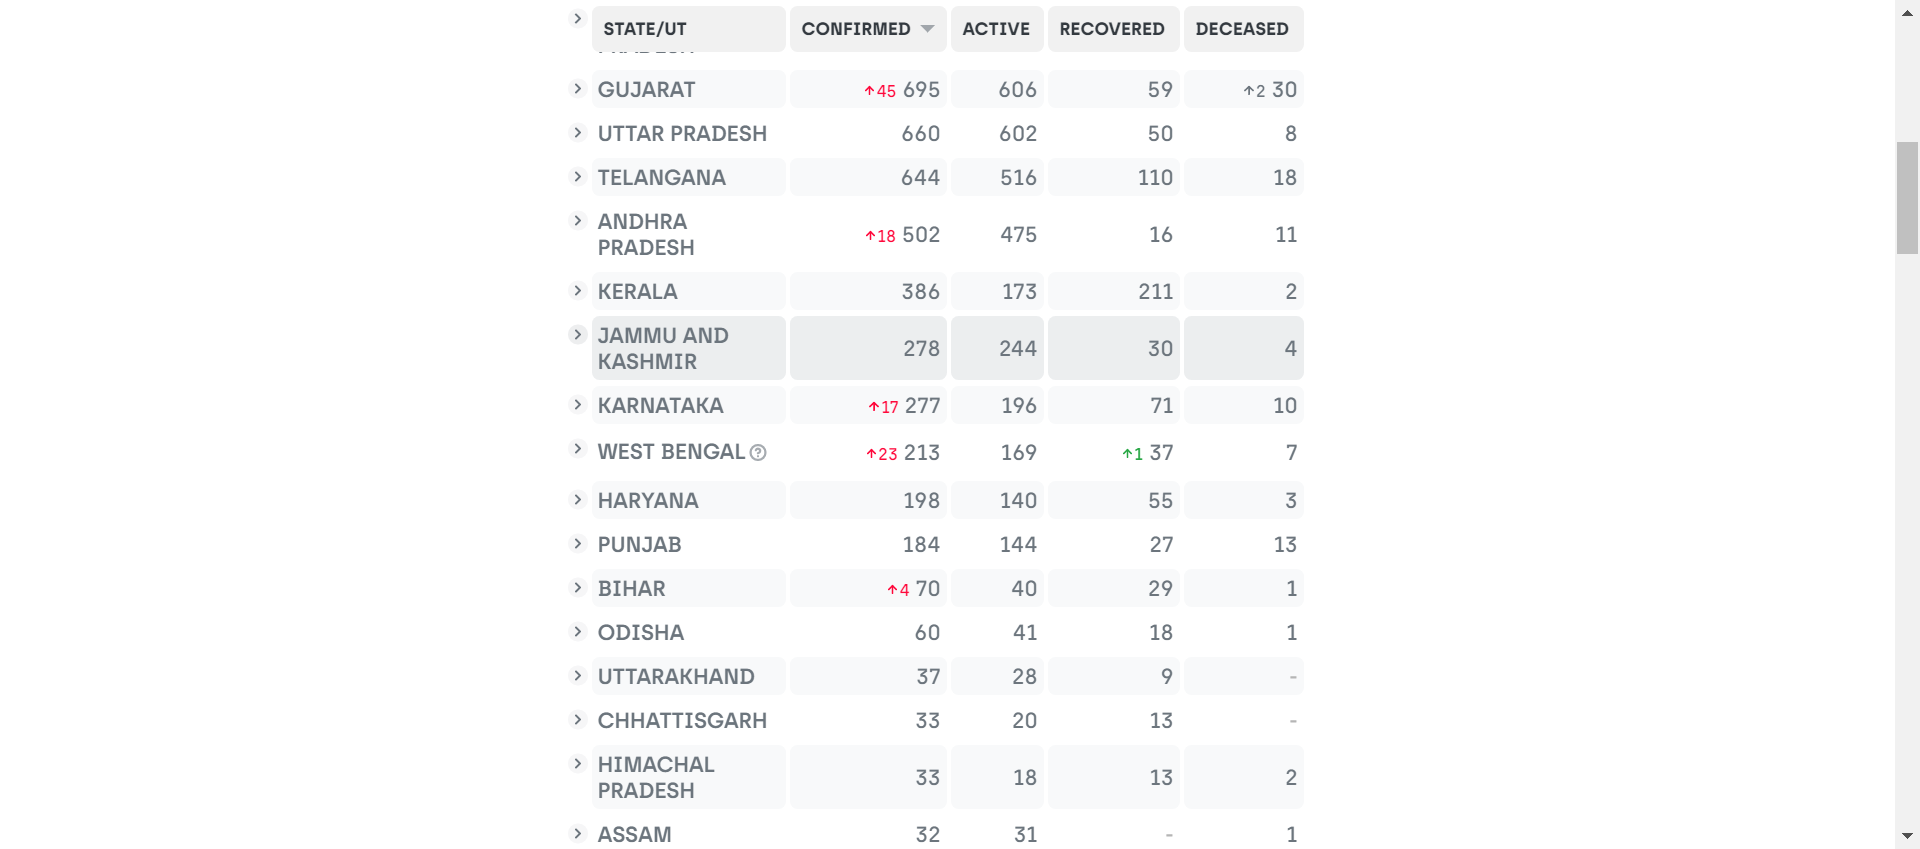 STATE/UT CONFIRMED ACTIVE RECOVERED DECEASED
GUJARAT ↑45 695 606 59 ↑2 30
UTTAR PRADESH 660 602 50 8
TELANGANA 644 516 110 18
ANDHRA
PRADESH ↑18 502 475 16 11
KERALA 386 173 211 2
JAMMU AND
KASHMIR 278 244 30 4
KARNATAKA ↑17 277 196 71 10
WEST BENGAL ? ↑23 213 169 ↑1 37 7
HARYANA 198 140 55 3
PUNJAB 184 144 27 13
BIHAR ↑4 70 40 29 1
ODISHA 60 41 18 1
UTTARAKHAND 37 28 9 -
CHHATTISGARH 33 20 13 -
HIMACHAL
PRADESH 33 18 13 2
ASSAM 32 31 - 1